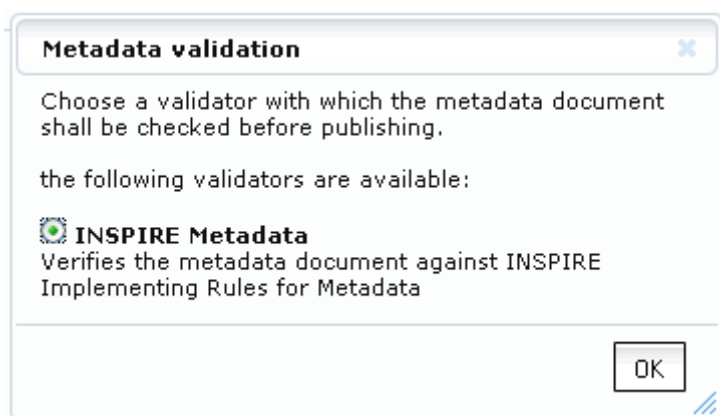 Metadata validation
Choose a validator with which the metadata document
shall be checked before publishing.
the following validators are available:
INSPIRE Metadata
Verifies the metadata document against INSPIRE
Implementing Rules for Metadata
OK